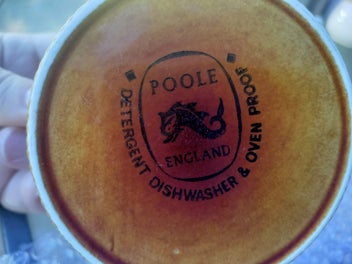 POOLE
ENGLAND
DETERGENT DISHWASHER & OVEN PROOF